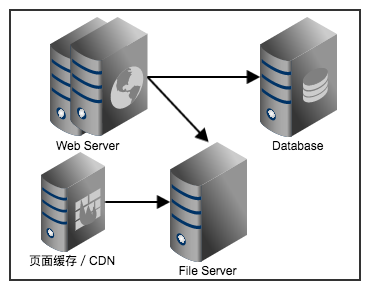 Web Server
Database
页面缓存 / CDN
File Server